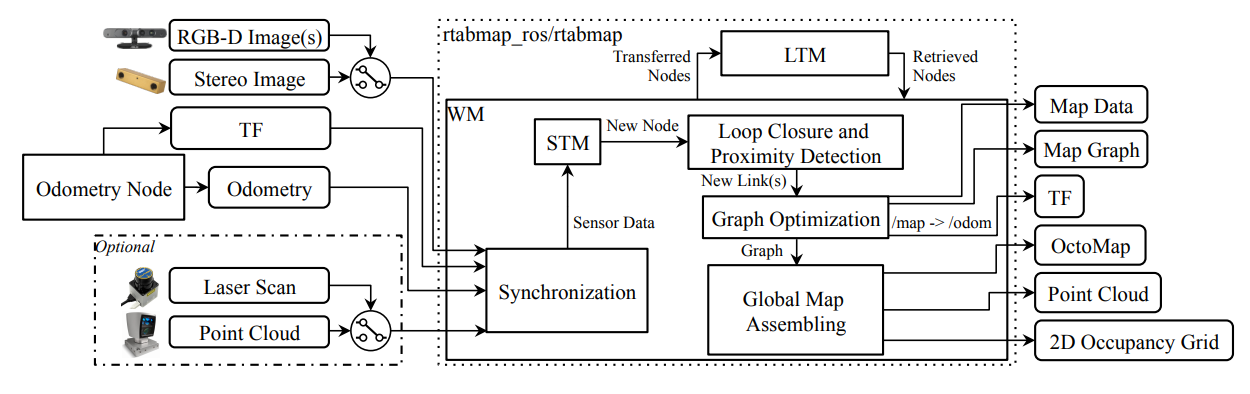 RGB-D Image(s)
Stereo Image
TF
Odometry Node
Odometry
Optional
Laser Scan
Point Cloud
rtabmap_ros/rtabmap
Transferred
Nodes
LTM
Retrieved
Nodes
WM
STM
New Node
Loop Closure and
Proximity Detection
New Link(s)
Graph Optimization
/map -> /odom
Sensor Data
Graph
Synchronization
Global Map
Assembling
Map Data
Map Graph
TF
OctoMap
Point Cloud
2D Occupancy Grid